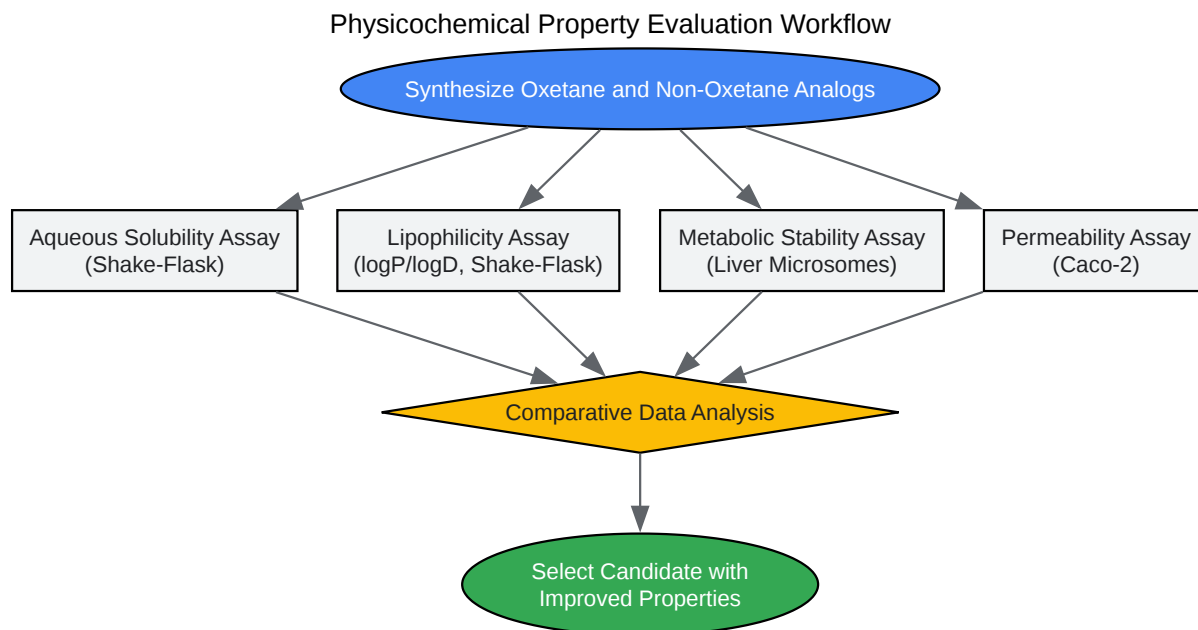 Physicochemical Property Evaluation Workflow
Synthesize Oxetane and Non-Oxetane Analogs
Aqueous Solubility Assay
(Shake-Flask)
Lipophilicity Assay
(logP/logD, Shake-Flask)
Metabolic Stability Assay
(Liver Microsomes)
Permeability Assay
(Caco-2)
Comparative Data Analysis
Select Candidate with
Improved Properties